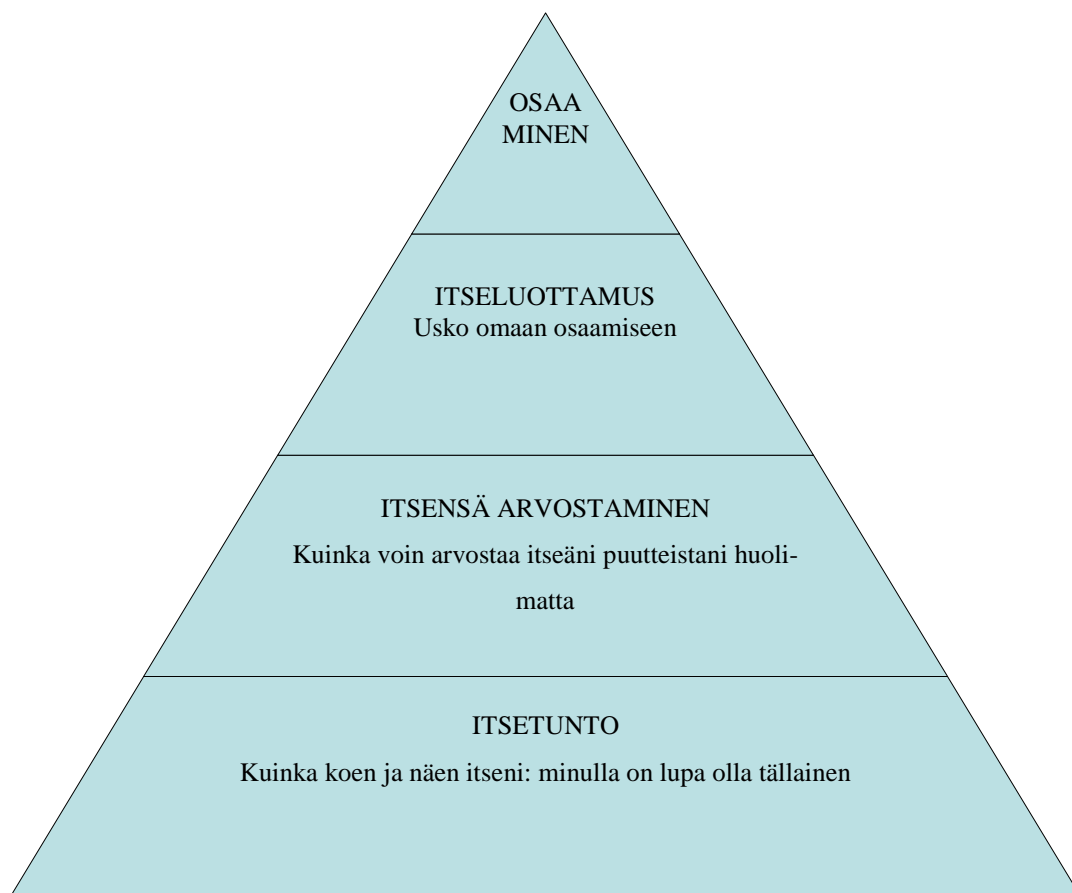 OSAA
MINEN
ITSELUOTTAMUS
Usko omaan osaamiseen
ITSENSÄ ARVOSTAMINEN
Kuinka voin arvostaa itseäni puutteistani huoli-
matta
ITSETUNTO
Kuinka koen ja näen itseni: minulla on lupa olla tällainen